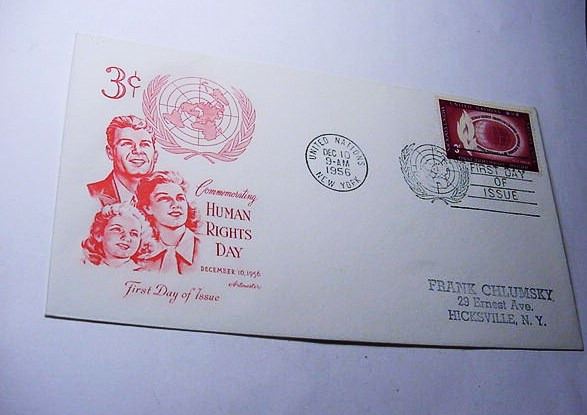 3¢
Commemorating
HUMAN
RIGHTS
DAY
DECEMBER 10, 1956
Artmaster
First Day of Issue
UNITED NATIONS
DEC 10
9-AM
1956
NEW YORK
3¢
FIRST DAY
OF
ISSUE
FRANK CHLUMSKY
29 Ernest Ave.
HICKSVILLE, N. Y.